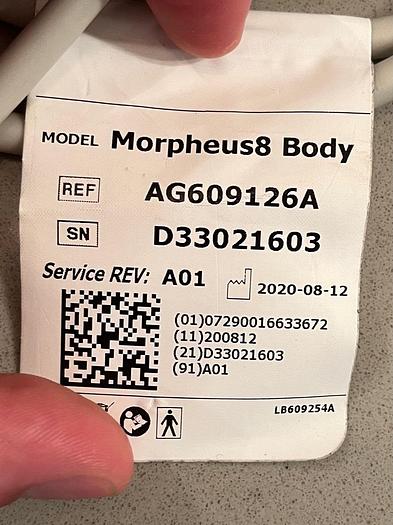 MODEL Morpheus8 Body
REF AG609126A
SN D33021603
Service REV: A01 2020-08-12
(01)07290016633672
(11)200812
(21)D33021603
(91)A01
LB609254A